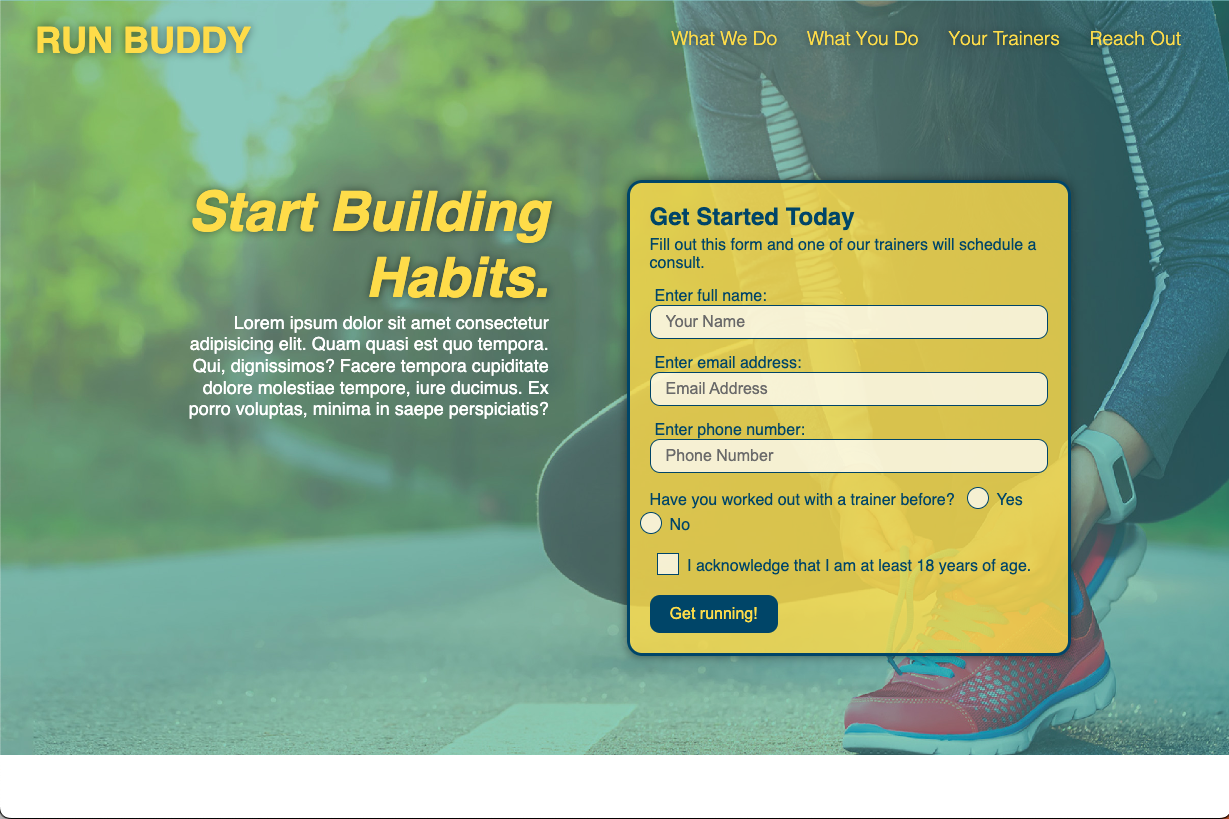 RUN BUDDY
What We Do What You Do Your Trainers Reach Out
Start Building
Habits.
Lorem ipsum dolor sit amet consectetur
adipisicing elit. Quam quasi est quo tempora.
Qui, dignissimos? Facere tempora cupiditate
dolore molestiae tempore, iure ducimus. Ex
porro voluptas, minima in saepe perspiciatis?
Get Started Today
Fill out this form and one of our trainers will schedule a
consult.
Enter full name:
Your Name
Enter email address:
Email Address
Enter phone number:
Phone Number
Have you worked out with a trainer before? Yes
No
I acknowledge that I am at least 18 years of age.
Get running!